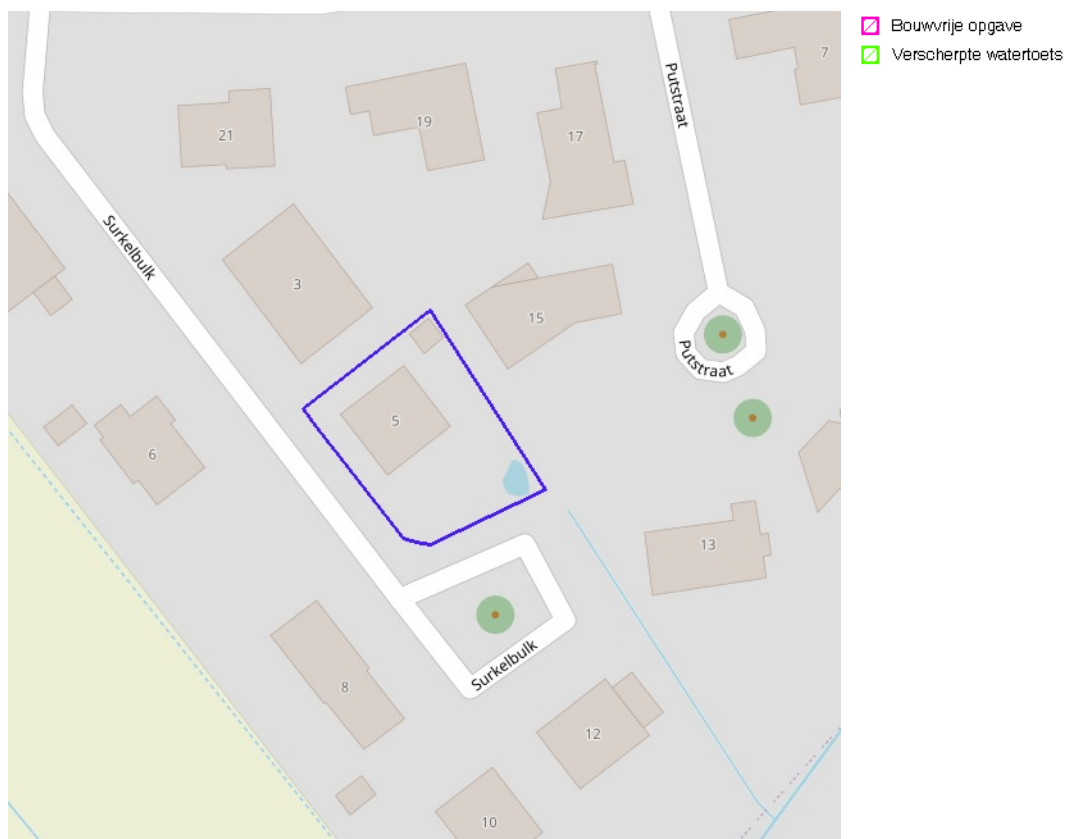 Bouwvrije opgave
Verscherpte watertoets
7
Putstraat
19
21
17
Surkelbulk
3
15
Putstraat
5
6
13
Surkelbulk
8
12
10